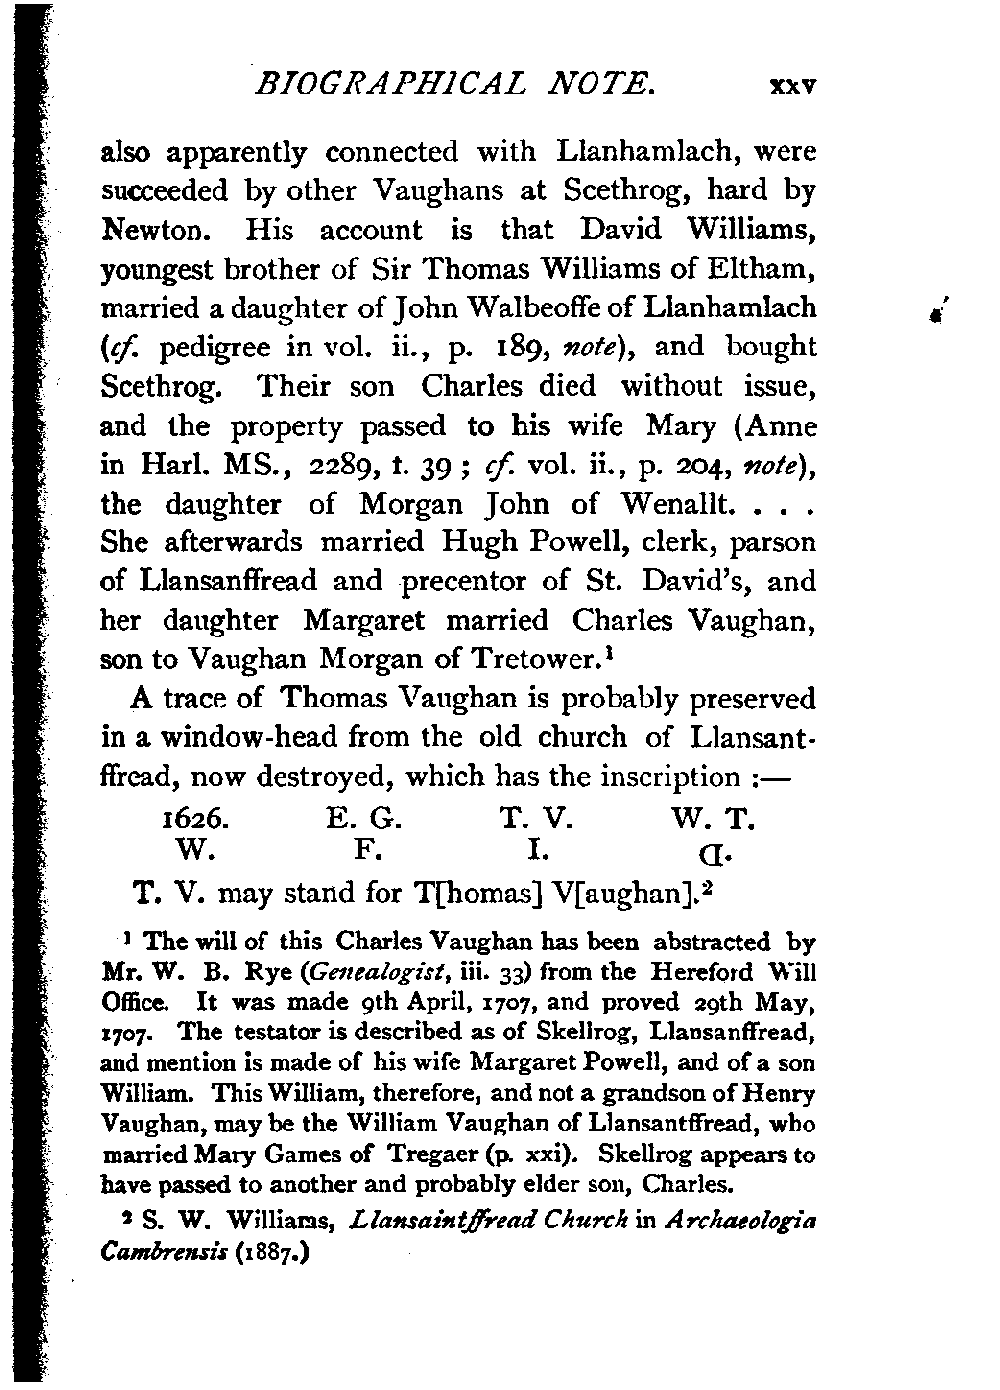 BIOGRAPHICAL NOTE. xxv
also apparently connected with Llanhamlach, were
succeeded by other Vaughans at Scethrog, hard by
Newton. His account is that David Williams,
youngest brother of Sir Thomas Williams of Eltham,
married a daughter of John Walbeoffe of Llanhamlach
(cf. pedigree in vol. ii., p. 189, note), and bought
Scethrog. Their son Charles died without issue,
and the property passed to his wife Mary (Anne
in Harl. MS., 2289, f. 39 ; cf. vol. ii., p. 204, note),
the daughter of Morgan John of Wenallt. . . .
She afterwards married Hugh Powell, clerk, parson
of Llansanffread and precentor of St. David's, and
her daughter Margaret married Charles Vaughan,
son to Vaughan Morgan of Tretower.¹
A trace of Thomas Vaughan is probably preserved
in a window-head from the old church of Llansant-
ffread, now destroyed, which has the inscription :—
1626. E. G. T. V. W. T.
W. F. I. ᗡ.
T. V. may stand for T[homas] V[aughan].²
¹ The will of this Charles Vaughan has been abstracted by
Mr. W. B. Rye (Genealogist, iii. 33) from the Hereford Will
Office. It was made 9th April, 1707, and proved 29th May,
1707. The testator is described as of Skellrog, Llansanffread,
and mention is made of his wife Margaret Powell, and of a son
William. This William, therefore, and not a grandson of Henry
Vaughan, may be the William Vaughan of Llansantffread, who
married Mary Games of Tregaer (p. xxi). Skellrog appears to
have passed to another and probably elder son, Charles.
² S. W. Williams, Llansaintffread Church in Archaeologia
Cambrensis (1887.)